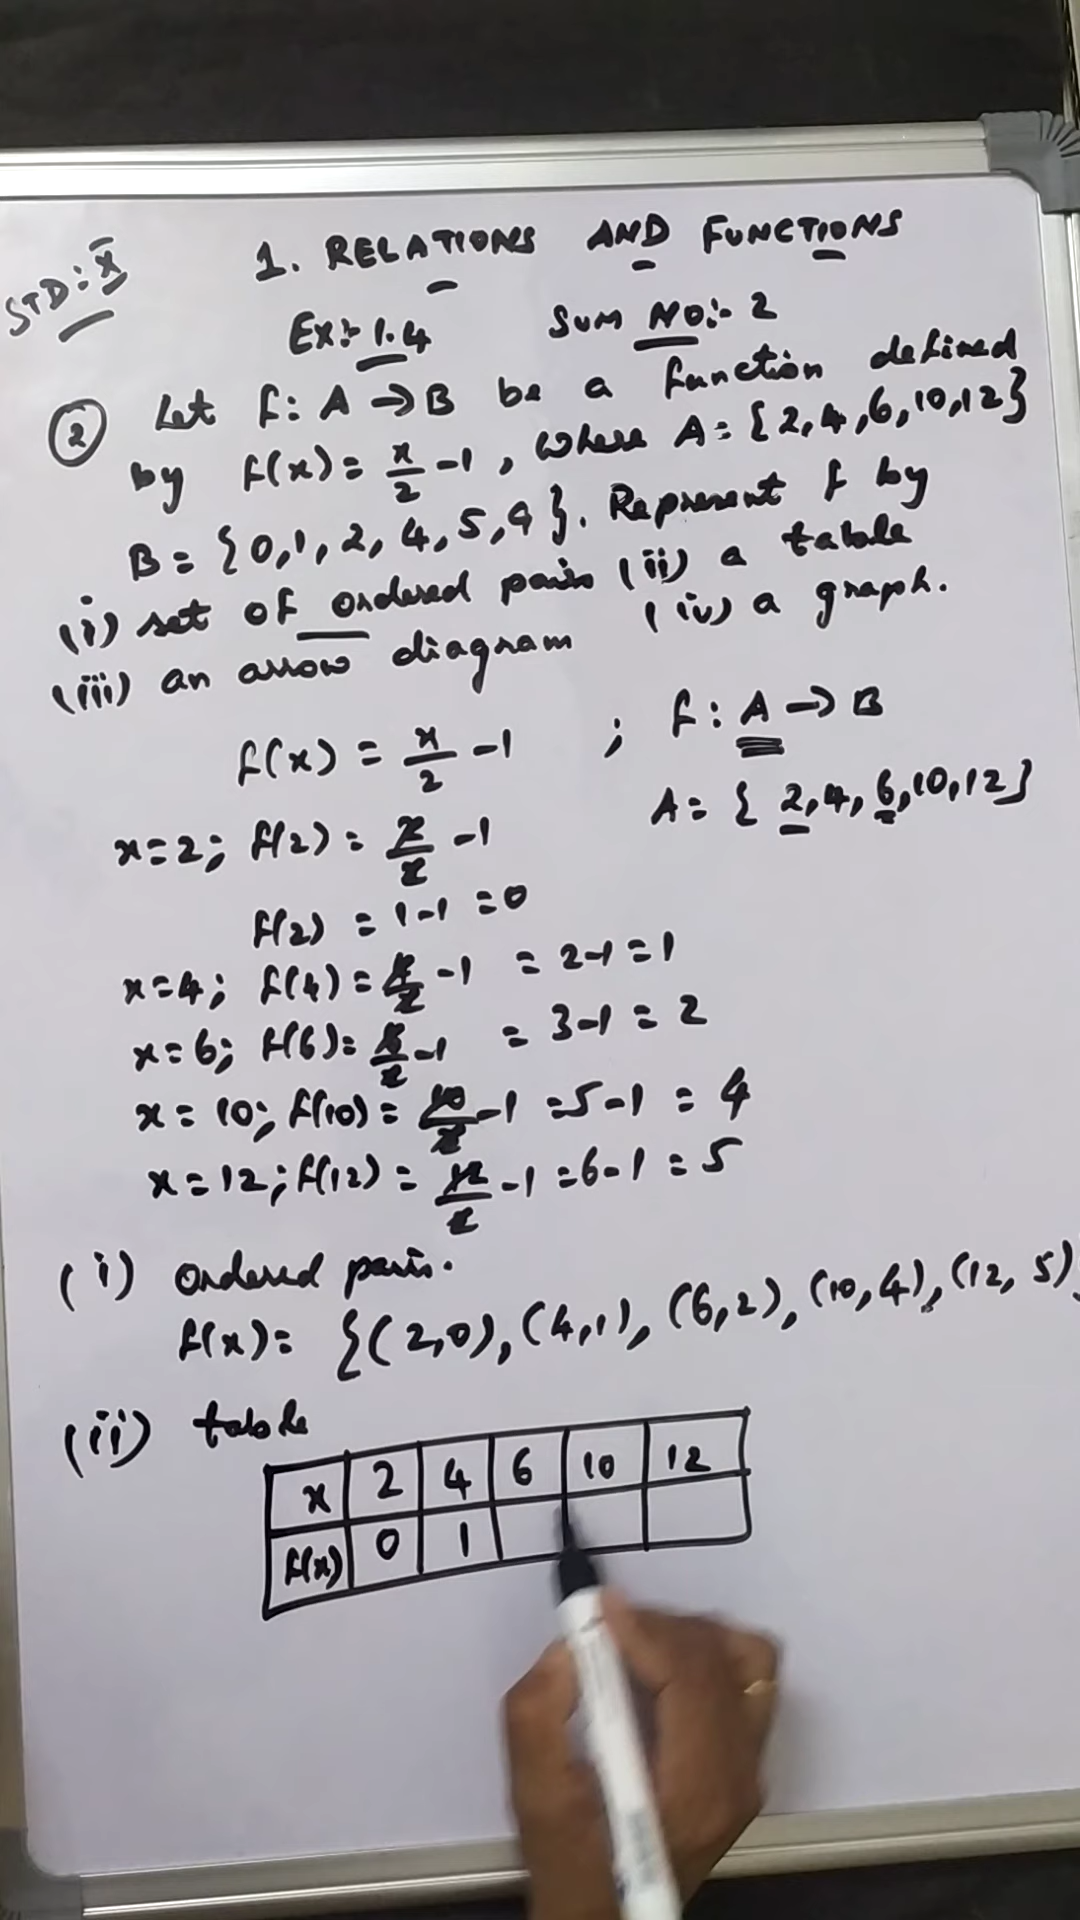 STD: X
1. RELATIONS AND FUNCTIONS
Ex:- 1.4 Sum No:- 2
(2) Let f: A → B be a function defined
by f(x) = x/2 - 1, where A = {2, 4, 6, 10, 12}
B = {0, 1, 2, 4, 5, 9}. Represent f by
(i) set of ordered pairs (ii) a table
(iii) an arrow diagram (iv) a graph.
f(x) = x/2 - 1 ; f: A → B
A = {2, 4, 6, 10, 12}
x = 2; f(2) = 2/2 - 1
f(2) = 1 - 1 = 0
x = 4; f(4) = 4/2 - 1 = 2 - 1 = 1
x = 6; f(6) = 6/2 - 1 = 3 - 1 = 2
x = 10; f(10) = 10/2 - 1 = 5 - 1 = 4
x = 12; f(12) = 12/2 - 1 = 6 - 1 = 5
(i) ordered pairs.
f(x) = {(2, 0), (4, 1), (6, 2), (10, 4), (12, 5)}
(ii) table
x 2 4 6 10 12
f(x) 0 1